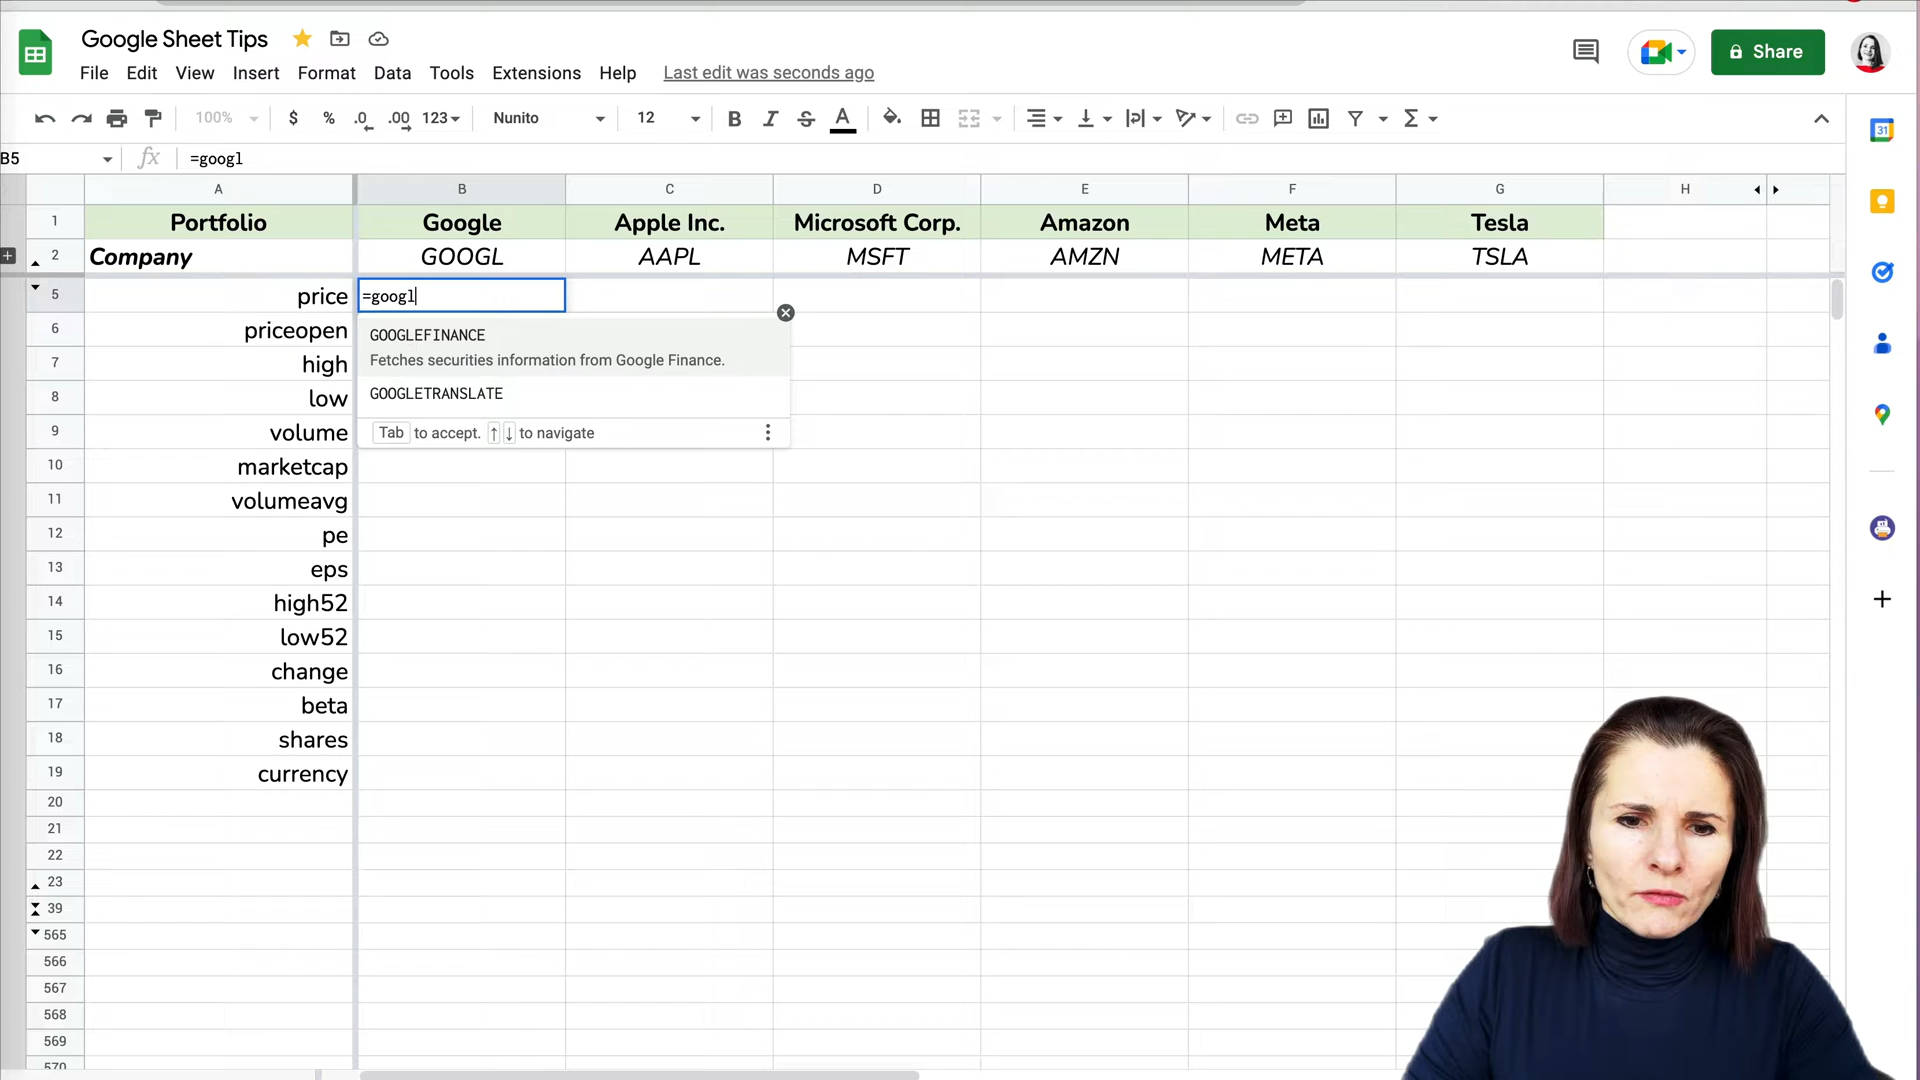 Google Sheet Tips
File Edit View Insert Format Data Tools Extensions Help Last edit was seconds ago
Share
100% $ % .0 .00 123 Nunito 12 B I S A Σ
31
B5 fx =googl
A B C D E F G H
1 Portfolio Google Apple Inc. Microsoft Corp. Amazon Meta Tesla
2 Company GOOGL AAPL MSFT AMZN META TSLA
5 price =googl
6 priceopen
GOOGLEFINANCE
7 high
Fetches securities information from Google Finance.
8 low
GOOGLETRANSLATE
9 volume
Tab to accept. ↑ ↓ to navigate
10 marketcap
11 volumeavg
12 pe
13 eps
14 high52
15 low52
16 change
17 beta
18 shares
19 currency
20
21
22
23
39
565
566
567
568
569
570